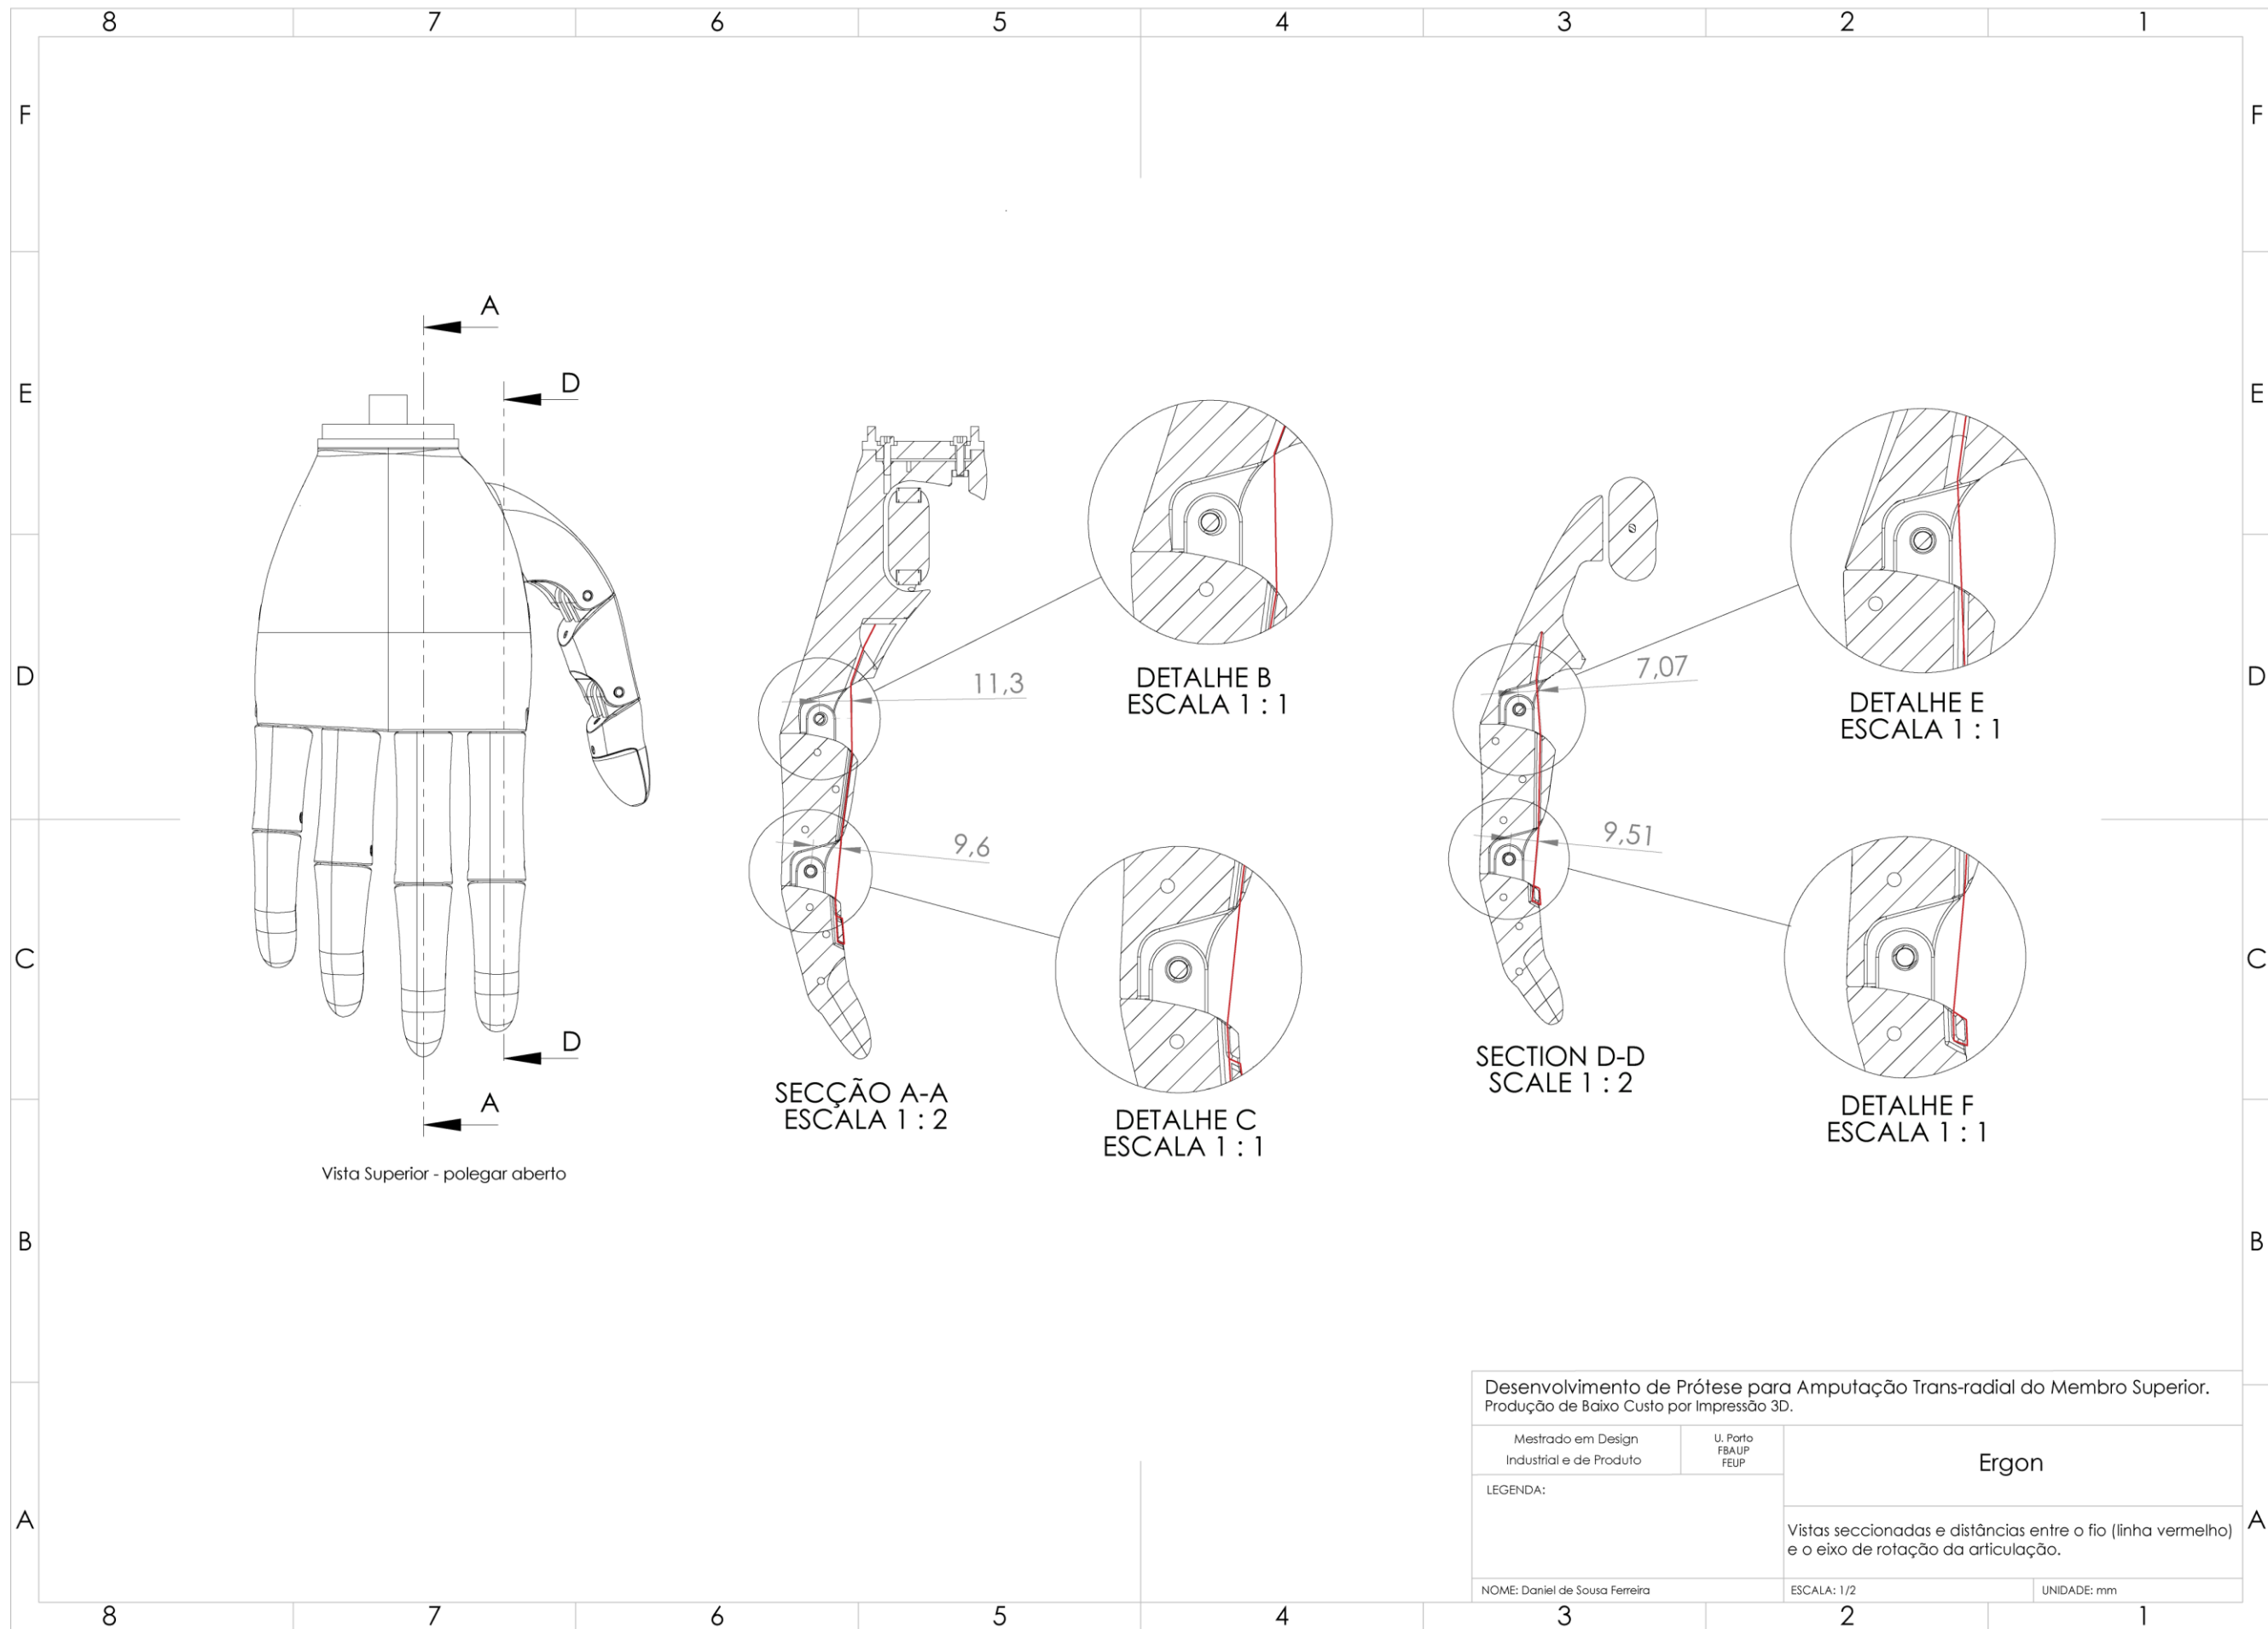 8 7 6 5 4 3 2 1
F F
A
E E
D
D D
11,3
7,07
DETALHE B
ESCALA 1 : 1
DETALHE E
ESCALA 1 : 1
9,6
9,51
C C
D
A
SECÇÃO A-A
ESCALA 1 : 2
DETALHE C
ESCALA 1 : 1
SECTION D-D
SCALE 1 : 2
DETALHE F
ESCALA 1 : 1
Vista Superior - polegar aberto
B B
Desenvolvimento de Prótese para Amputação Trans-radial do Membro Superior.
Produção de Baixo Custo por Impressão 3D.
Mestrado em Design
Industrial e de Produto
U. Porto
FBAUP
FEUP
Ergon
LEGENDA:
A A
Vistas seccionadas e distâncias entre o fio (linha vermelho)
e o eixo de rotação da articulação.
NOME: Daniel de Sousa Ferreira
ESCALA: 1/2
UNIDADE: mm
8 7 6 5 4 3 2 1